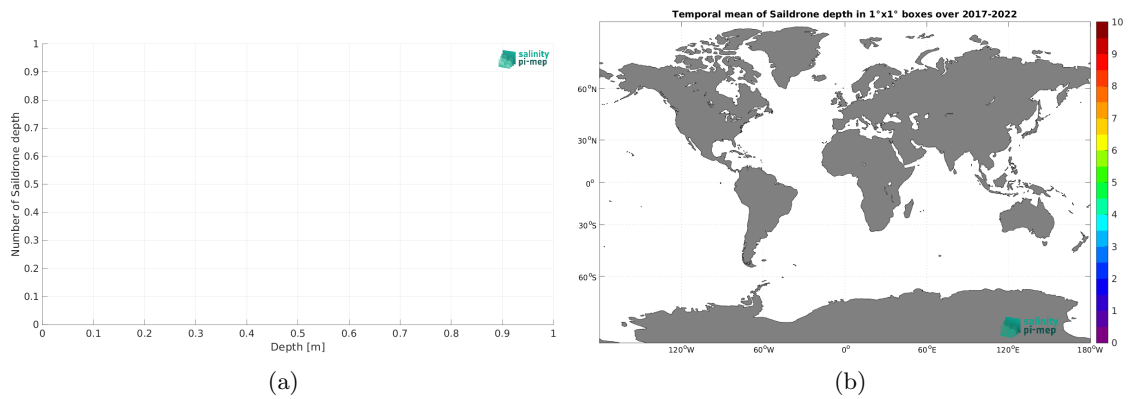 Temporal mean of Saildrone depth in 1°x1° boxes over 2017-2022
1
0.9
0.8
0.7
0.6
0.5
0.4
0.3
0.2
0.1
0
Number of Saildrone depth
0 0.1 0.2 0.3 0.4 0.5 0.6 0.7 0.8 0.9 1
Depth [m]
salinity
pi-mep
(a)
60°N
30°N
0°
30°S
60°S
120°W 60°W 0° 60°E 120°E 180°W
salinity
pi-mep
10
9
8
7
6
5
4
3
2
1
0
(b)